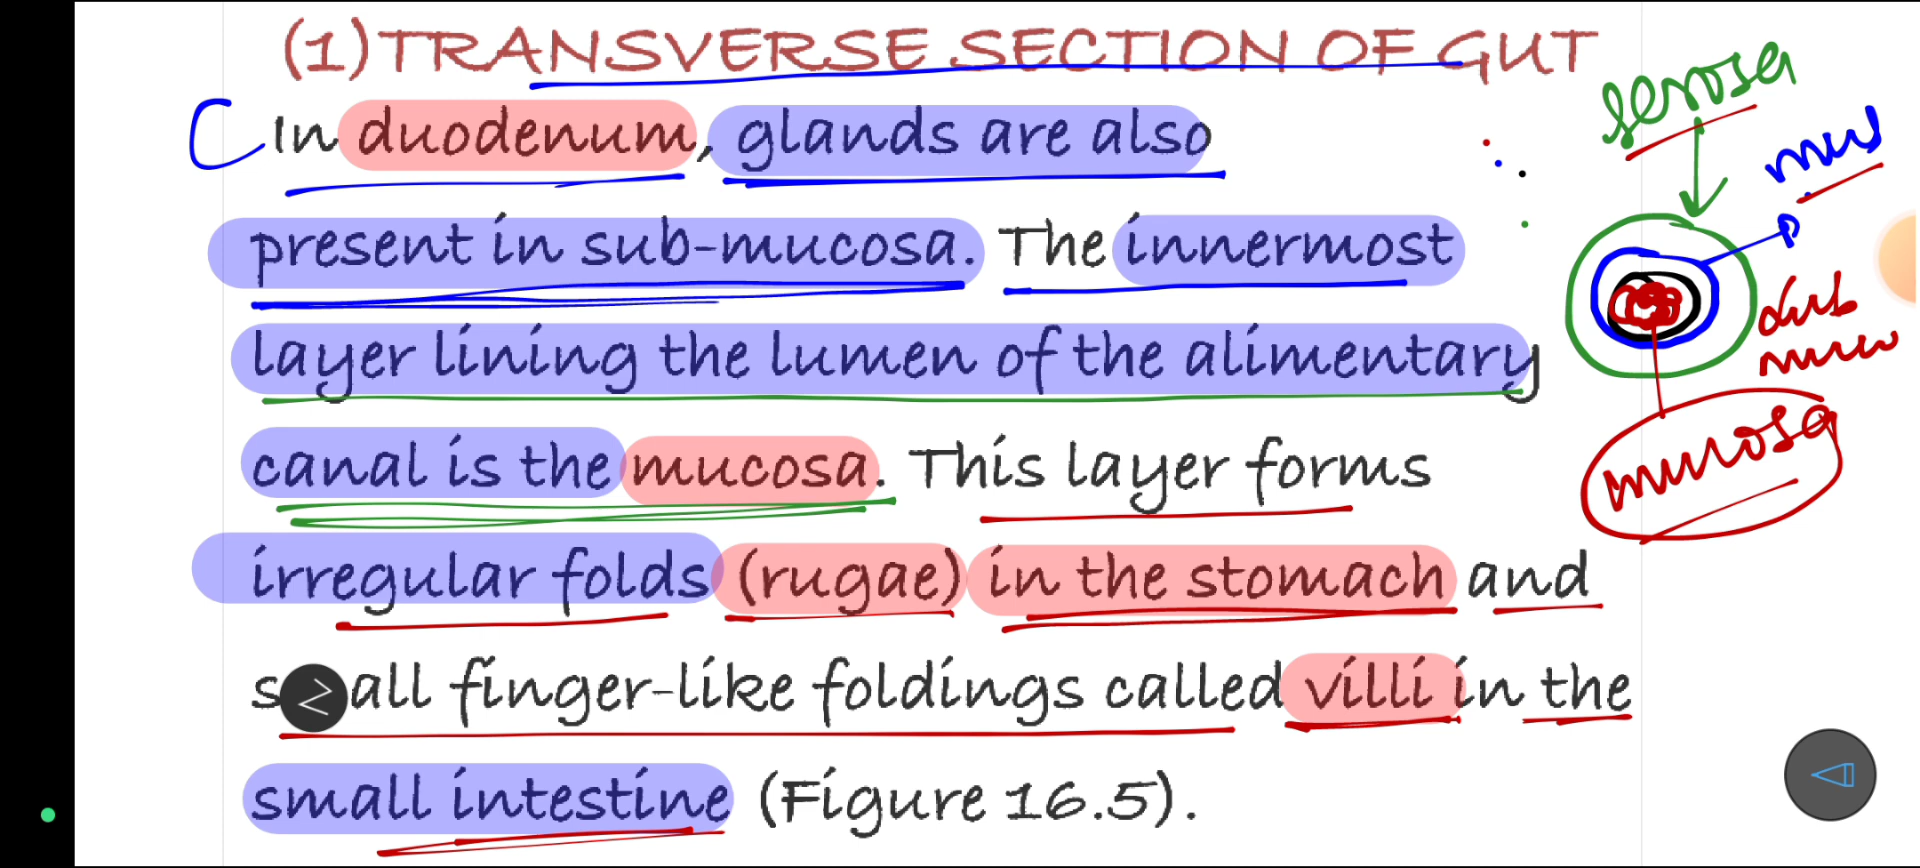 (1) TRANSVERSE SECTION OF GUT
In duodenum, glands are also
present in sub-mucosa. The innermost
layer lining the lumen of the alimentary
canal is the mucosa. This layer forms
irregular folds (rugae) in the stomach and
small finger-like foldings called villi in the
small intestine (Figure 16.5).
serosa
mus
sub
mucosa